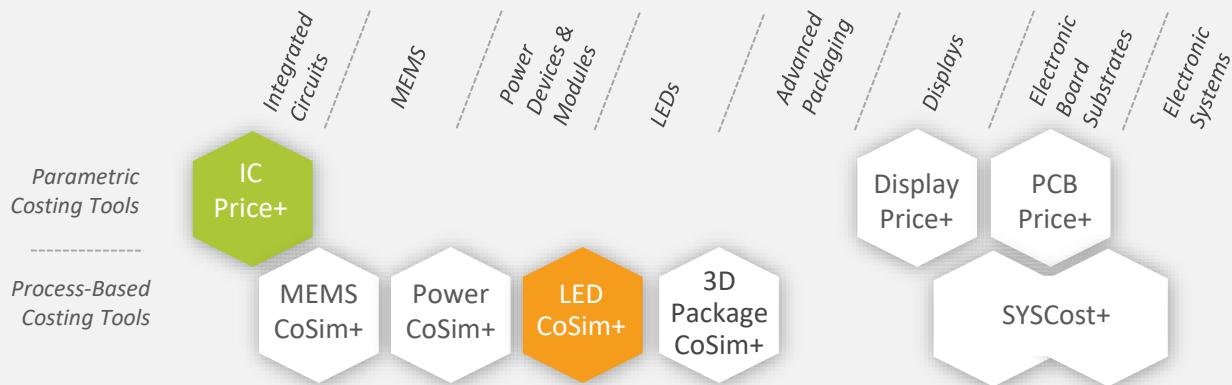 Integrated
Circuits
MEMS
Power
Devices &
Modules
LEDs
Advanced
Packaging
Displays
Electronic
Board
Substrates
Electronic
Systems
Parametric
Costing Tools
IC
Price+
Display
Price+
PCB
Price+
Process-Based
Costing Tools
MEMS
CoSim+
Power
CoSim+
LED
CoSim+
3D
Package
CoSim+
SYSCost+